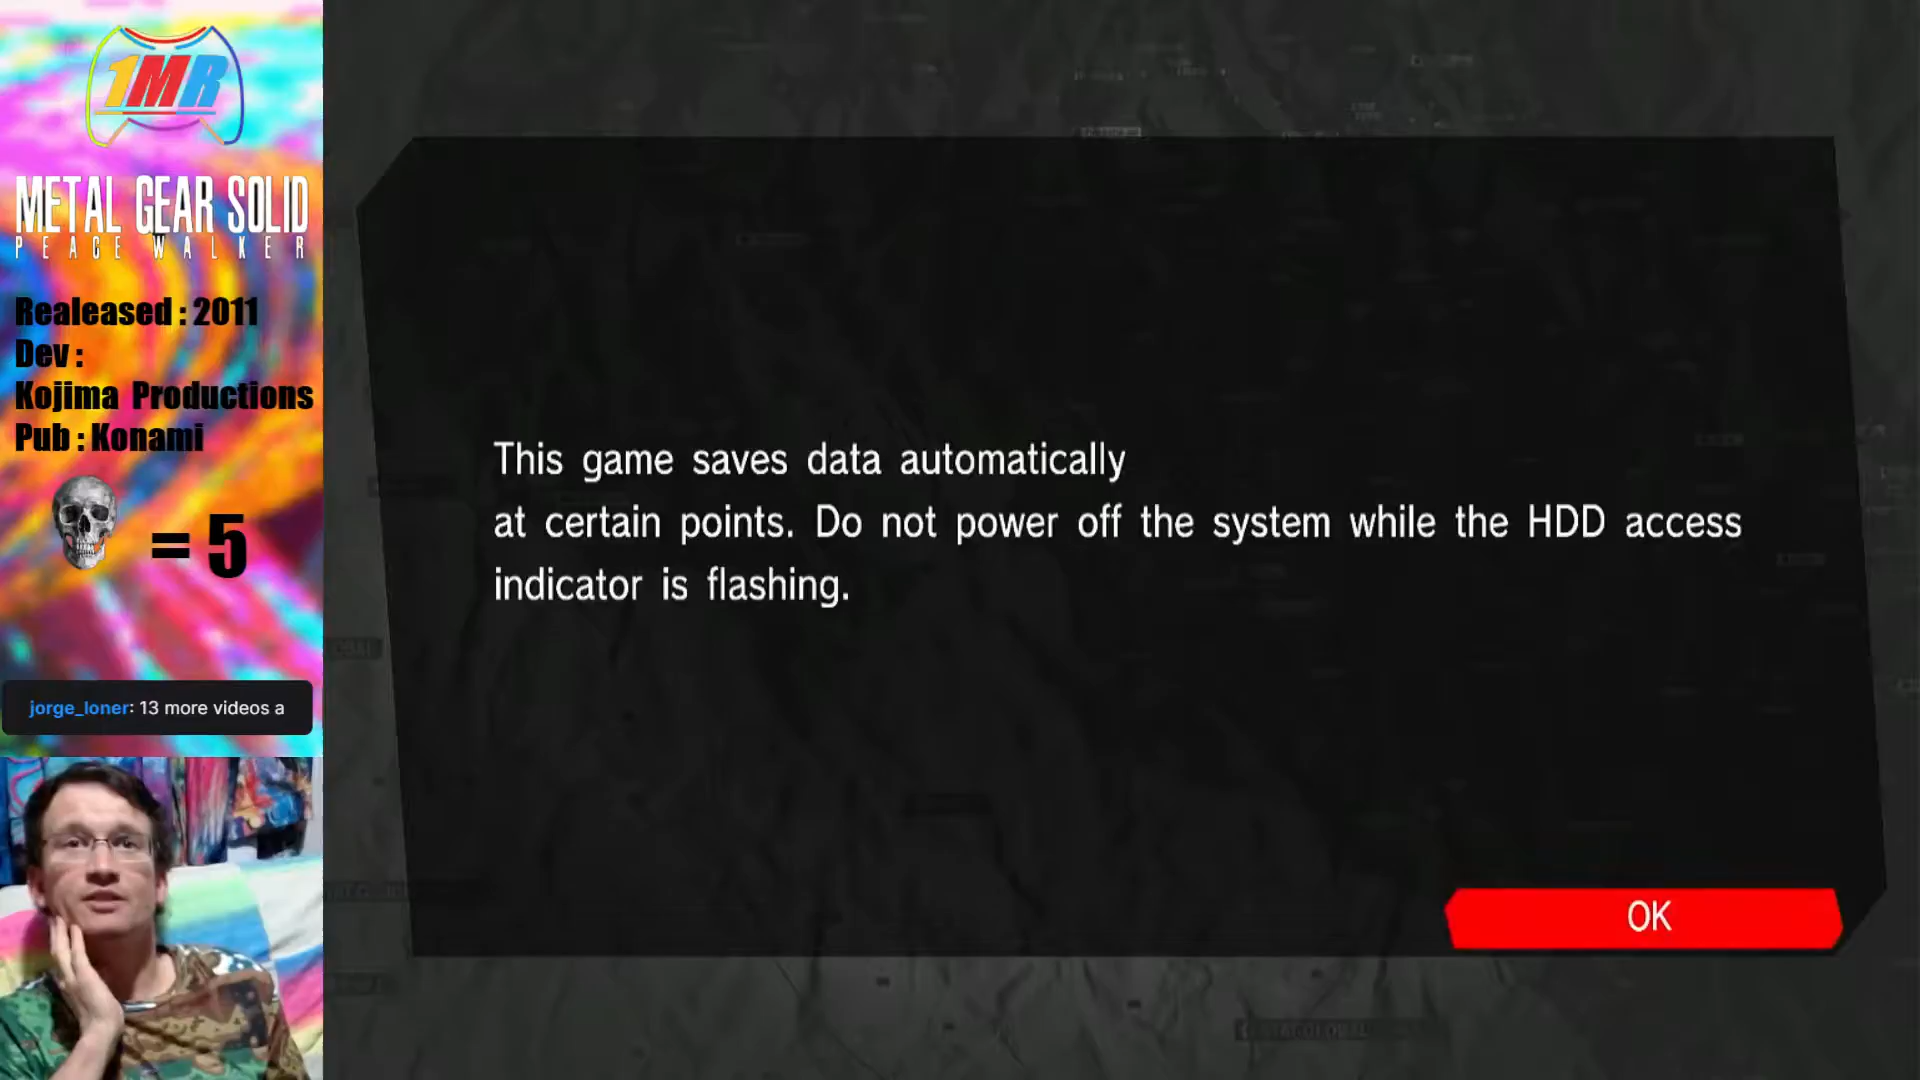 1MR
METAL GEAR SOLID
PEACE WALKER
Realeased : 2011
Dev :
Kojima Productions
Pub : Konami
= 5
jorge_loner: 13 more videos a
This game saves data automatically
at certain points. Do not power off the system while the HDD access
indicator is flashing.
OK